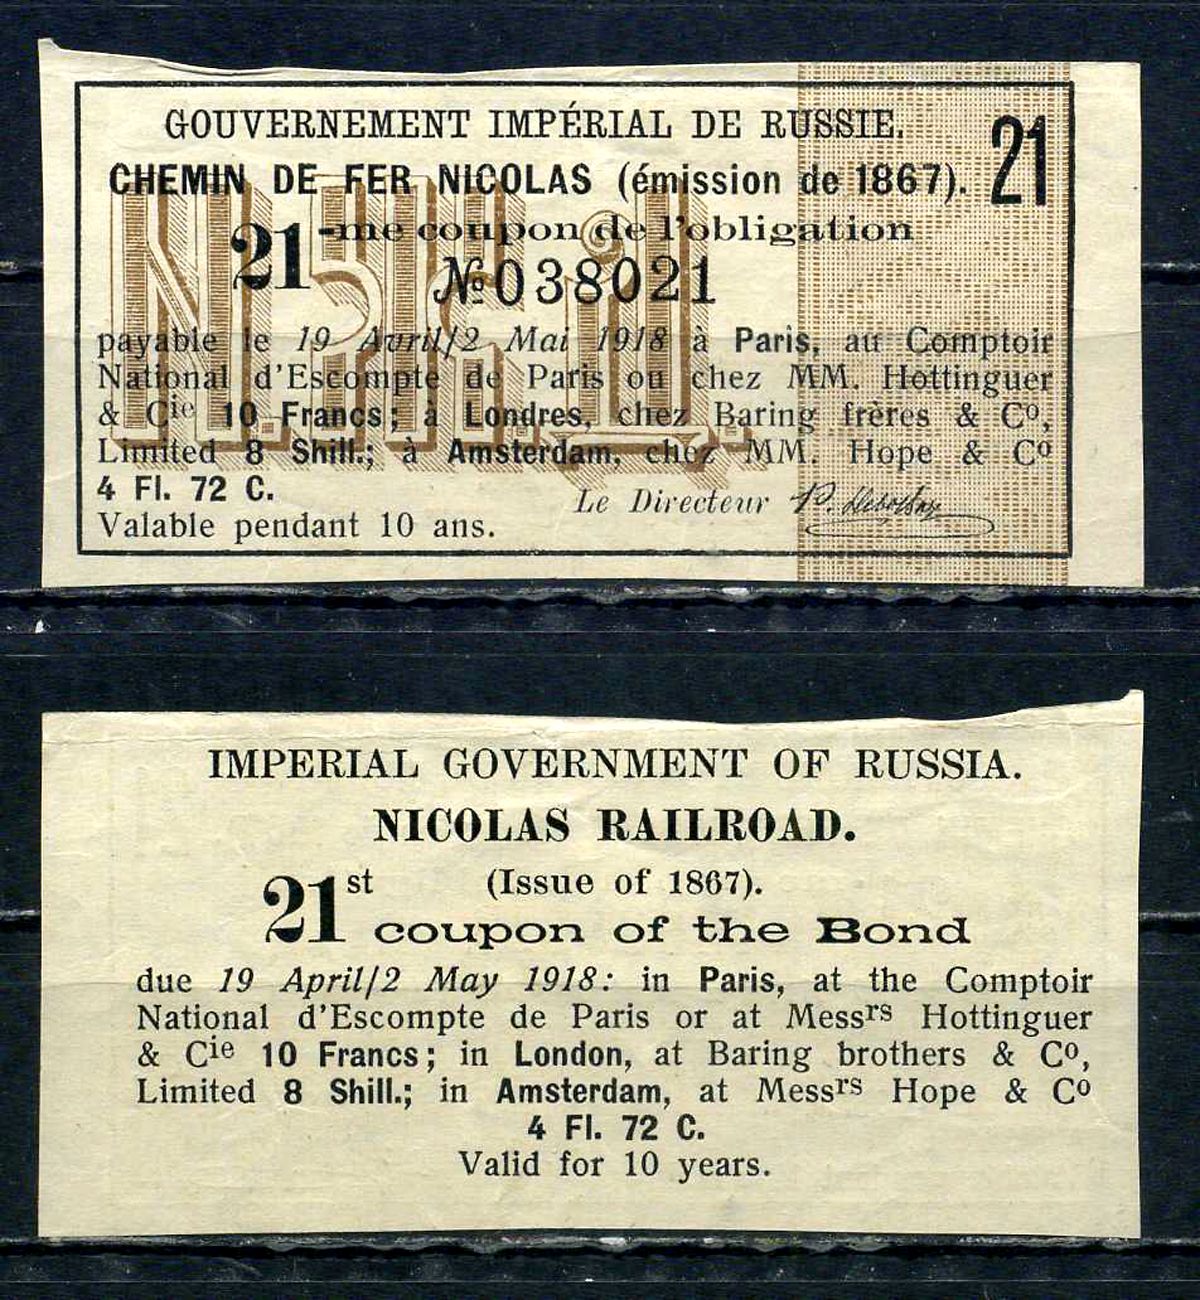 GOUVERNEMENT IMPÉRIAL DE RUSSIE.
21
CHEMIN DE FER NICOLAS (émission de 1867).
21-me coupon de l'obligation
№ 038021
payable le 19 Avril/2 Mai 1918 à Paris, au Comptoir
National d'Escompte de Paris ou chez MM. Hottinguer
& Cie 10 Francs; à Londres, chez Baring frères & Co,
Limited 8 Shill.; à Amsterdam, chez MM. Hope & Co
4 Fl. 72 C.
Le Directeur
Valable pendant 10 ans.
IMPERIAL GOVERNMENT OF RUSSIA.
NICOLAS RAILROAD.
(Issue of 1867).
21st coupon of the Bond
due 19 April/2 May 1918: in Paris, at the Comptoir
National d'Escompte de Paris or at Messrs Hottinguer
& Cie 10 Francs; in London, at Baring brothers & Co,
Limited 8 Shill.; in Amsterdam, at Messrs Hope & Co
4 Fl. 72 C.
Valid for 10 years.